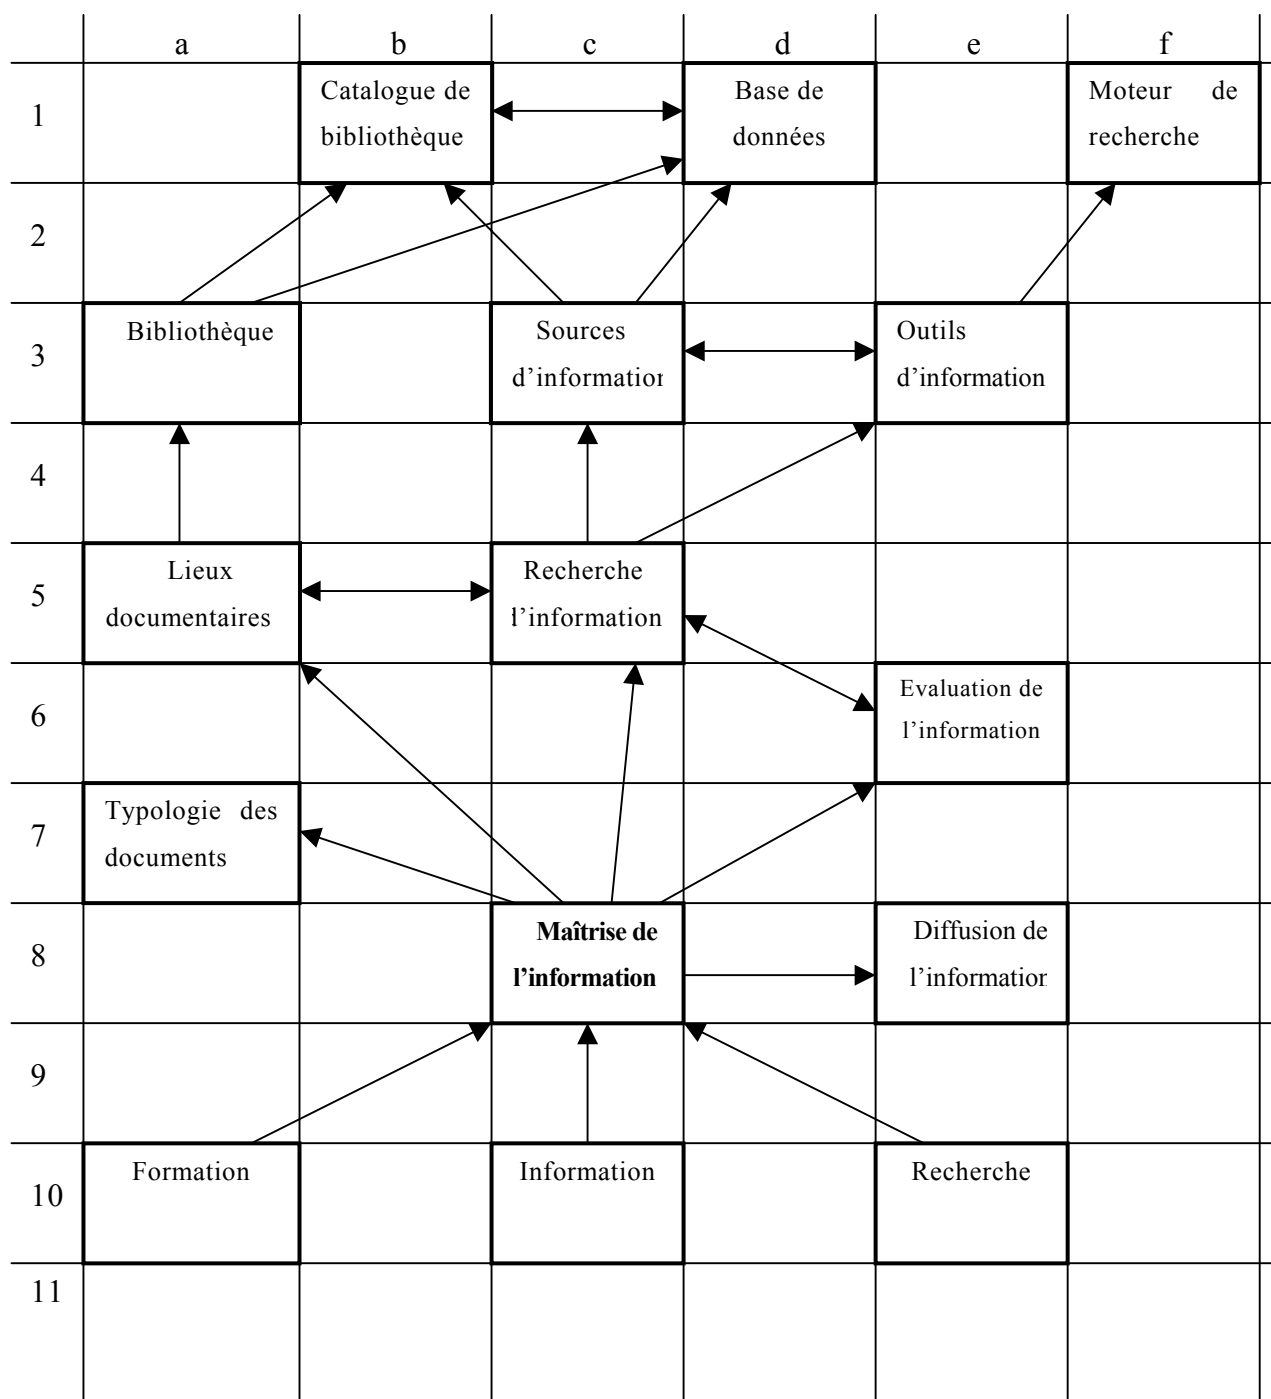 a b c d e f
1
Catalogue de
bibliothèque
Base de
données
Moteur de
recherche
2
3
Bibliothèque
Sources
d’information
Outils
d’information
4
5
Lieux
documentaires
Recherche
l’information
6
Evaluation de
l’information
7
Typologie des
documents
8
Maîtrise de
l’information
Diffusion de
l’information
9
10
Formation
Information
Recherche
11